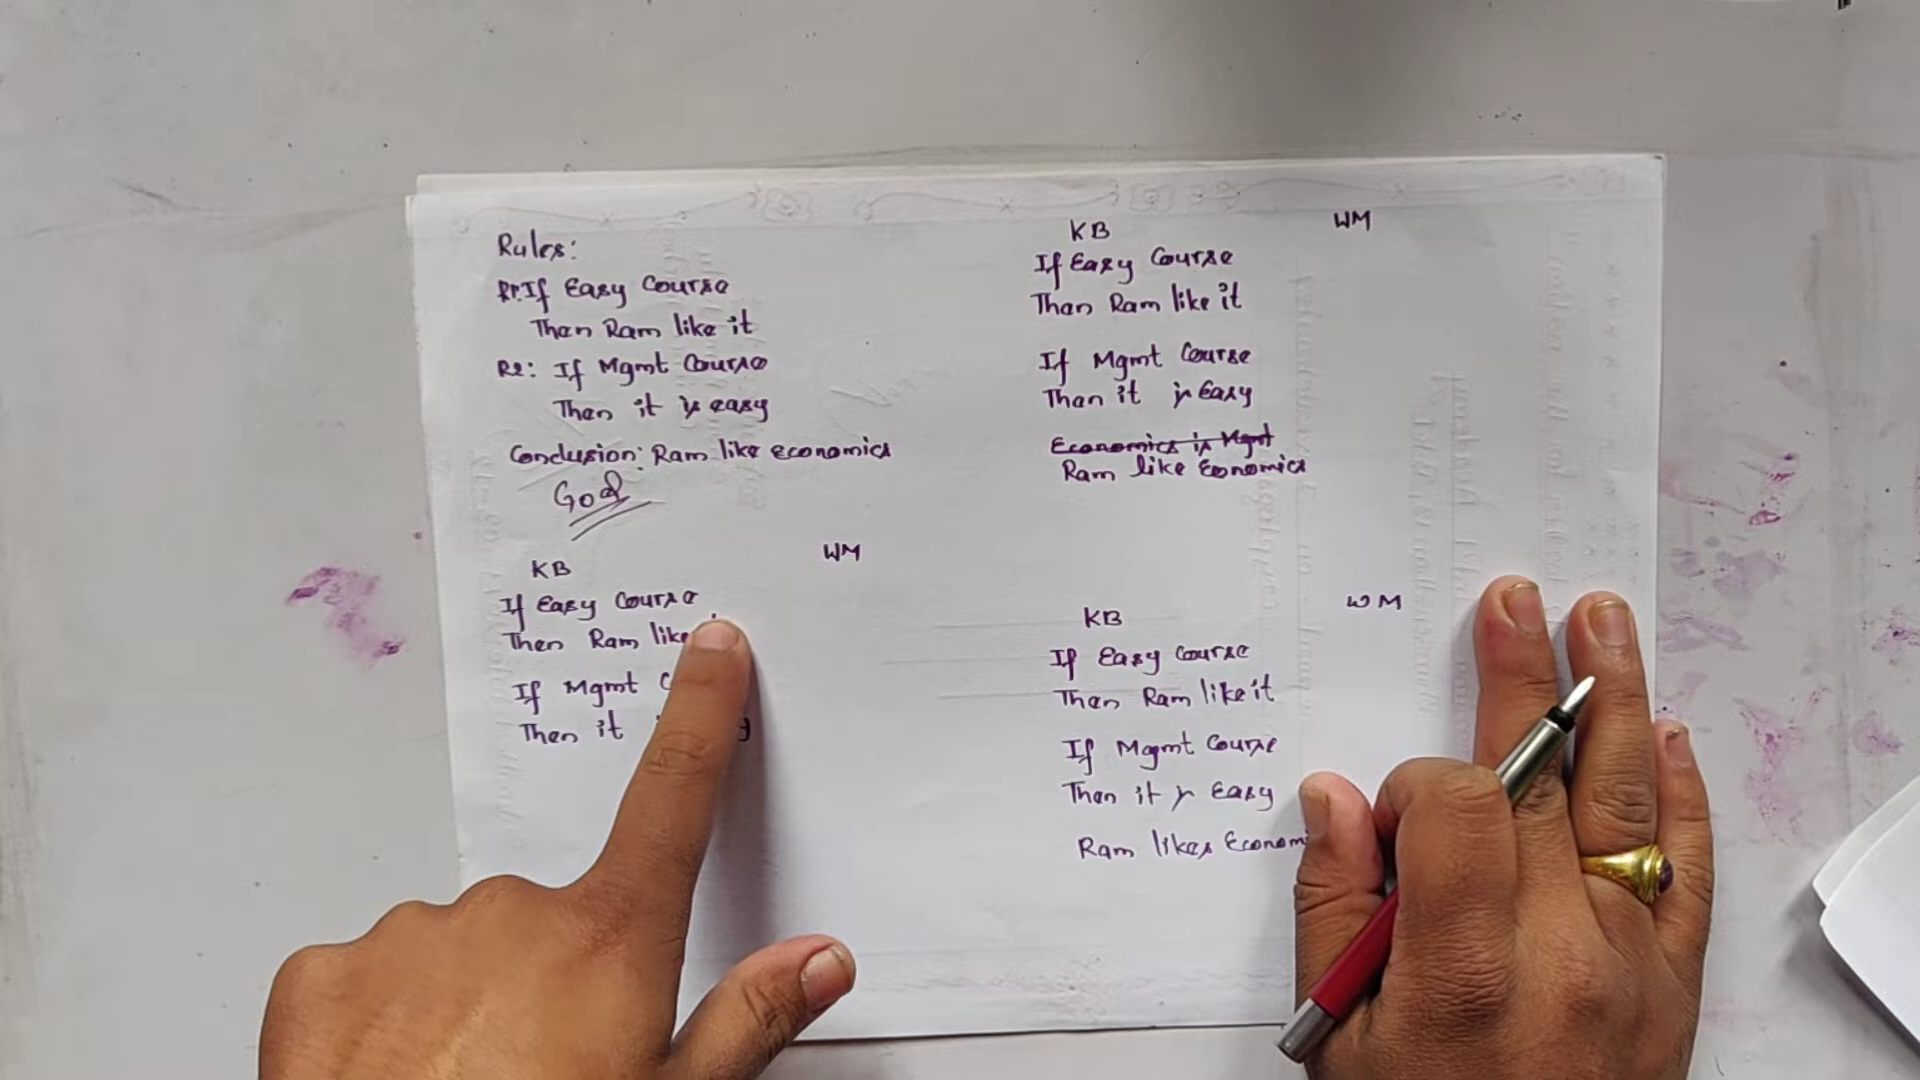 Rules:
R1: If Easy Course
Then Ram like it
R2: If Mgmt Course
Then it is easy
Conclusion: Ram like economics
Goal
KB WM
If Easy Course
Then Ram like
If Mgmt
Then it
KB WM
If Easy Course
Then Ram like it
If Mgmt Course
Then it is Easy
Economics is Mgmt
Ram like Economics
KB WM
If Easy Course
Then Ram like it
If Mgmt Course
Then it is Easy
Ram likes Econom